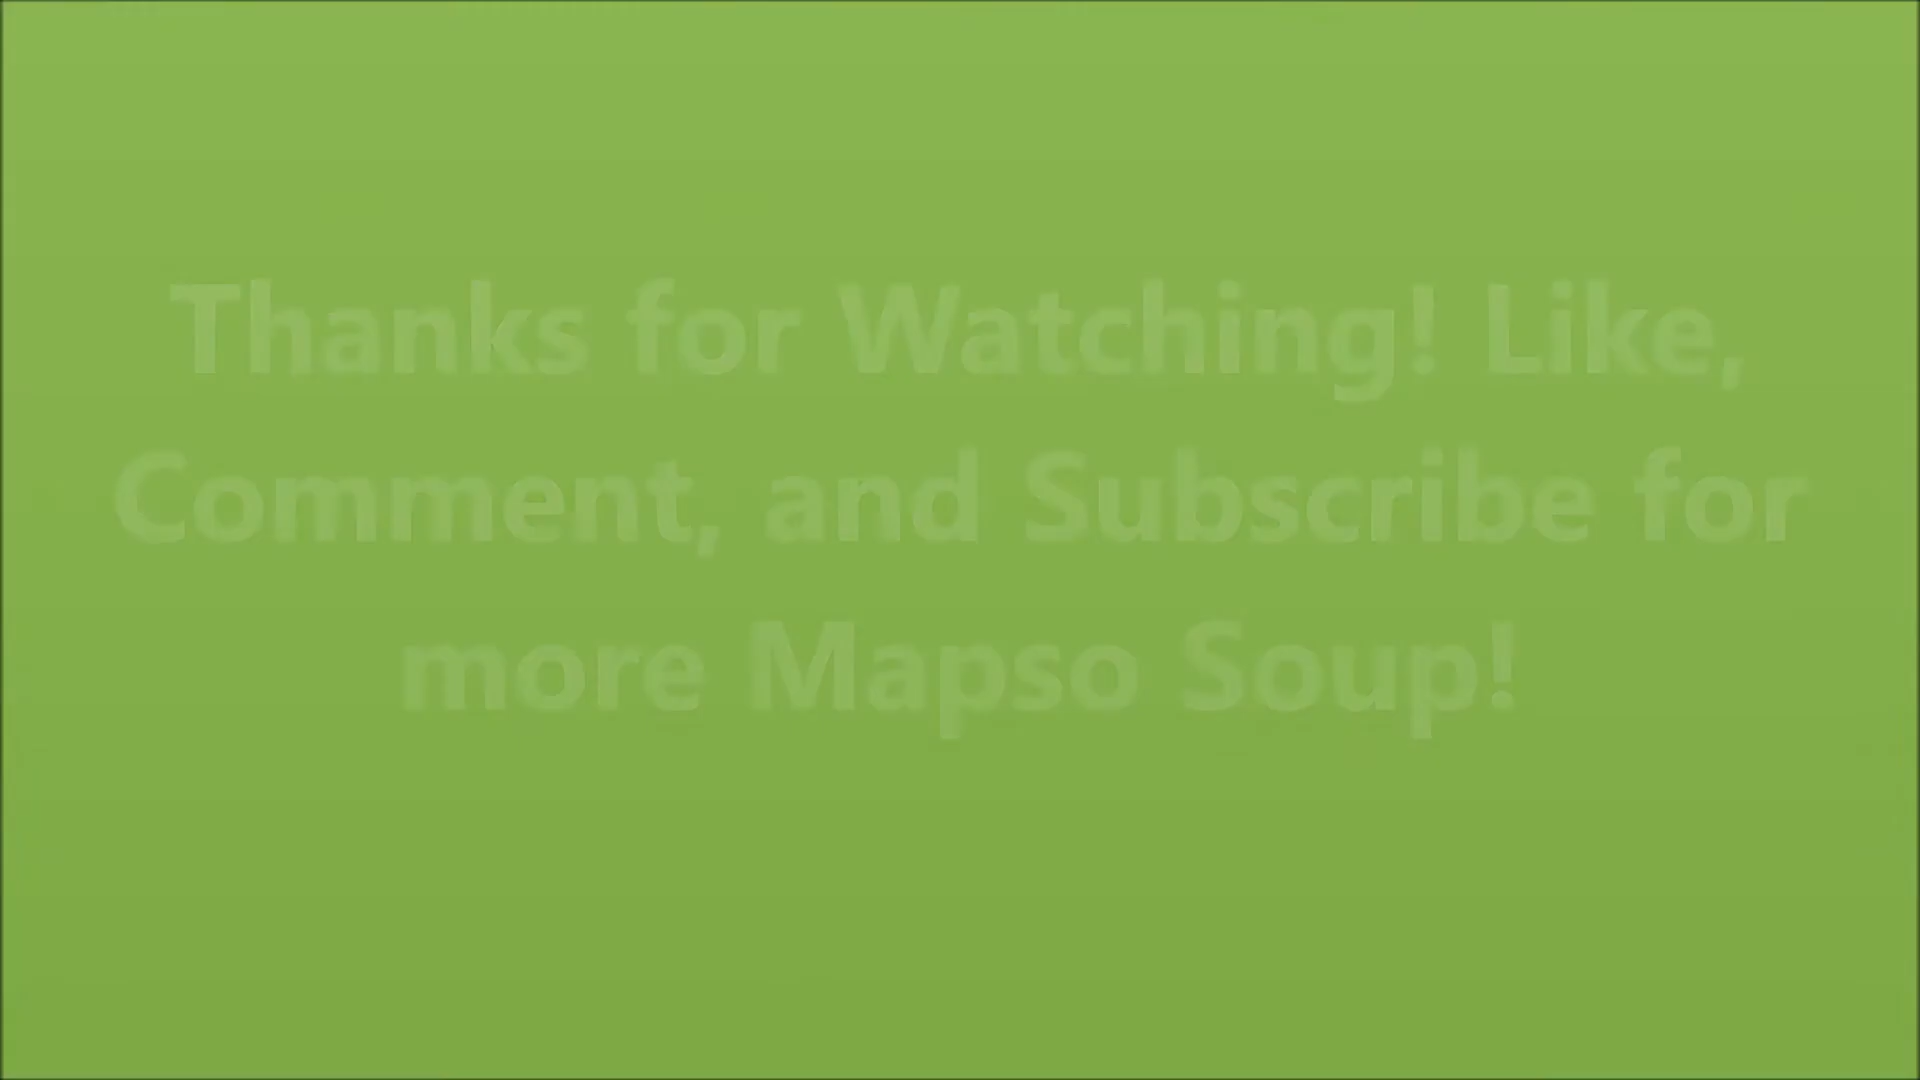 Thanks for Watching! Like,
Comment, and Subscribe for
more Mapso Soup!